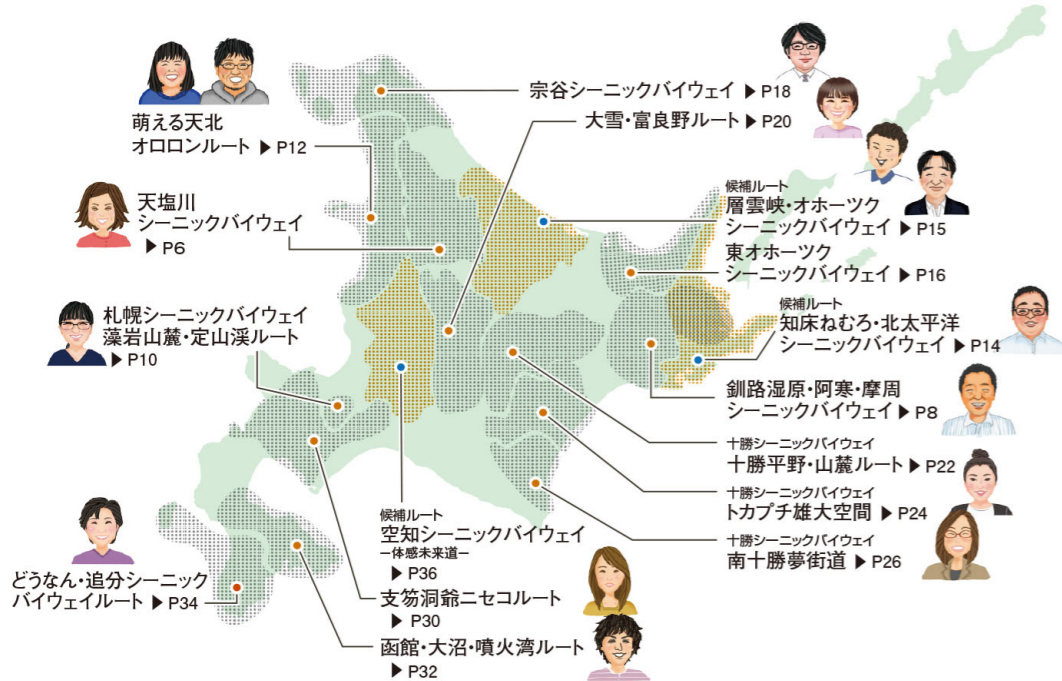 宗谷シーニックバイウェイ ▶ P18
大雪・富良野ルート ▶ P20
萌える天北
オロロンルート ▶ P12
候補ルート
層雲峡・オホーツク
シーニックバイウェイ ▶ P15
天塩川
シーニックバイウェイ
▶ P6
東オホーツク
シーニックバイウェイ ▶ P16
候補ルート
知床ねむろ・北太平洋
シーニックバイウェイ ▶ P14
札幌シーニックバイウェイ
藻岩山麓・定山渓ルート
▶ P10
釧路湿原・阿寒・摩周
シーニックバイウェイ ▶ P8
十勝シーニックバイウェイ
十勝平野・山麓ルート ▶ P22
十勝シーニックバイウェイ
トカプチ雄大空間 ▶ P24
十勝シーニックバイウェイ
南十勝夢街道 ▶ P26
候補ルート
空知シーニックバイウェイ
ー体感未来道ー
▶ P36
どうなん・追分シーニック
バイウェイルート ▶ P34
支笏洞爺ニセコルート
▶ P30
函館・大沼・噴火湾ルート
▶ P32